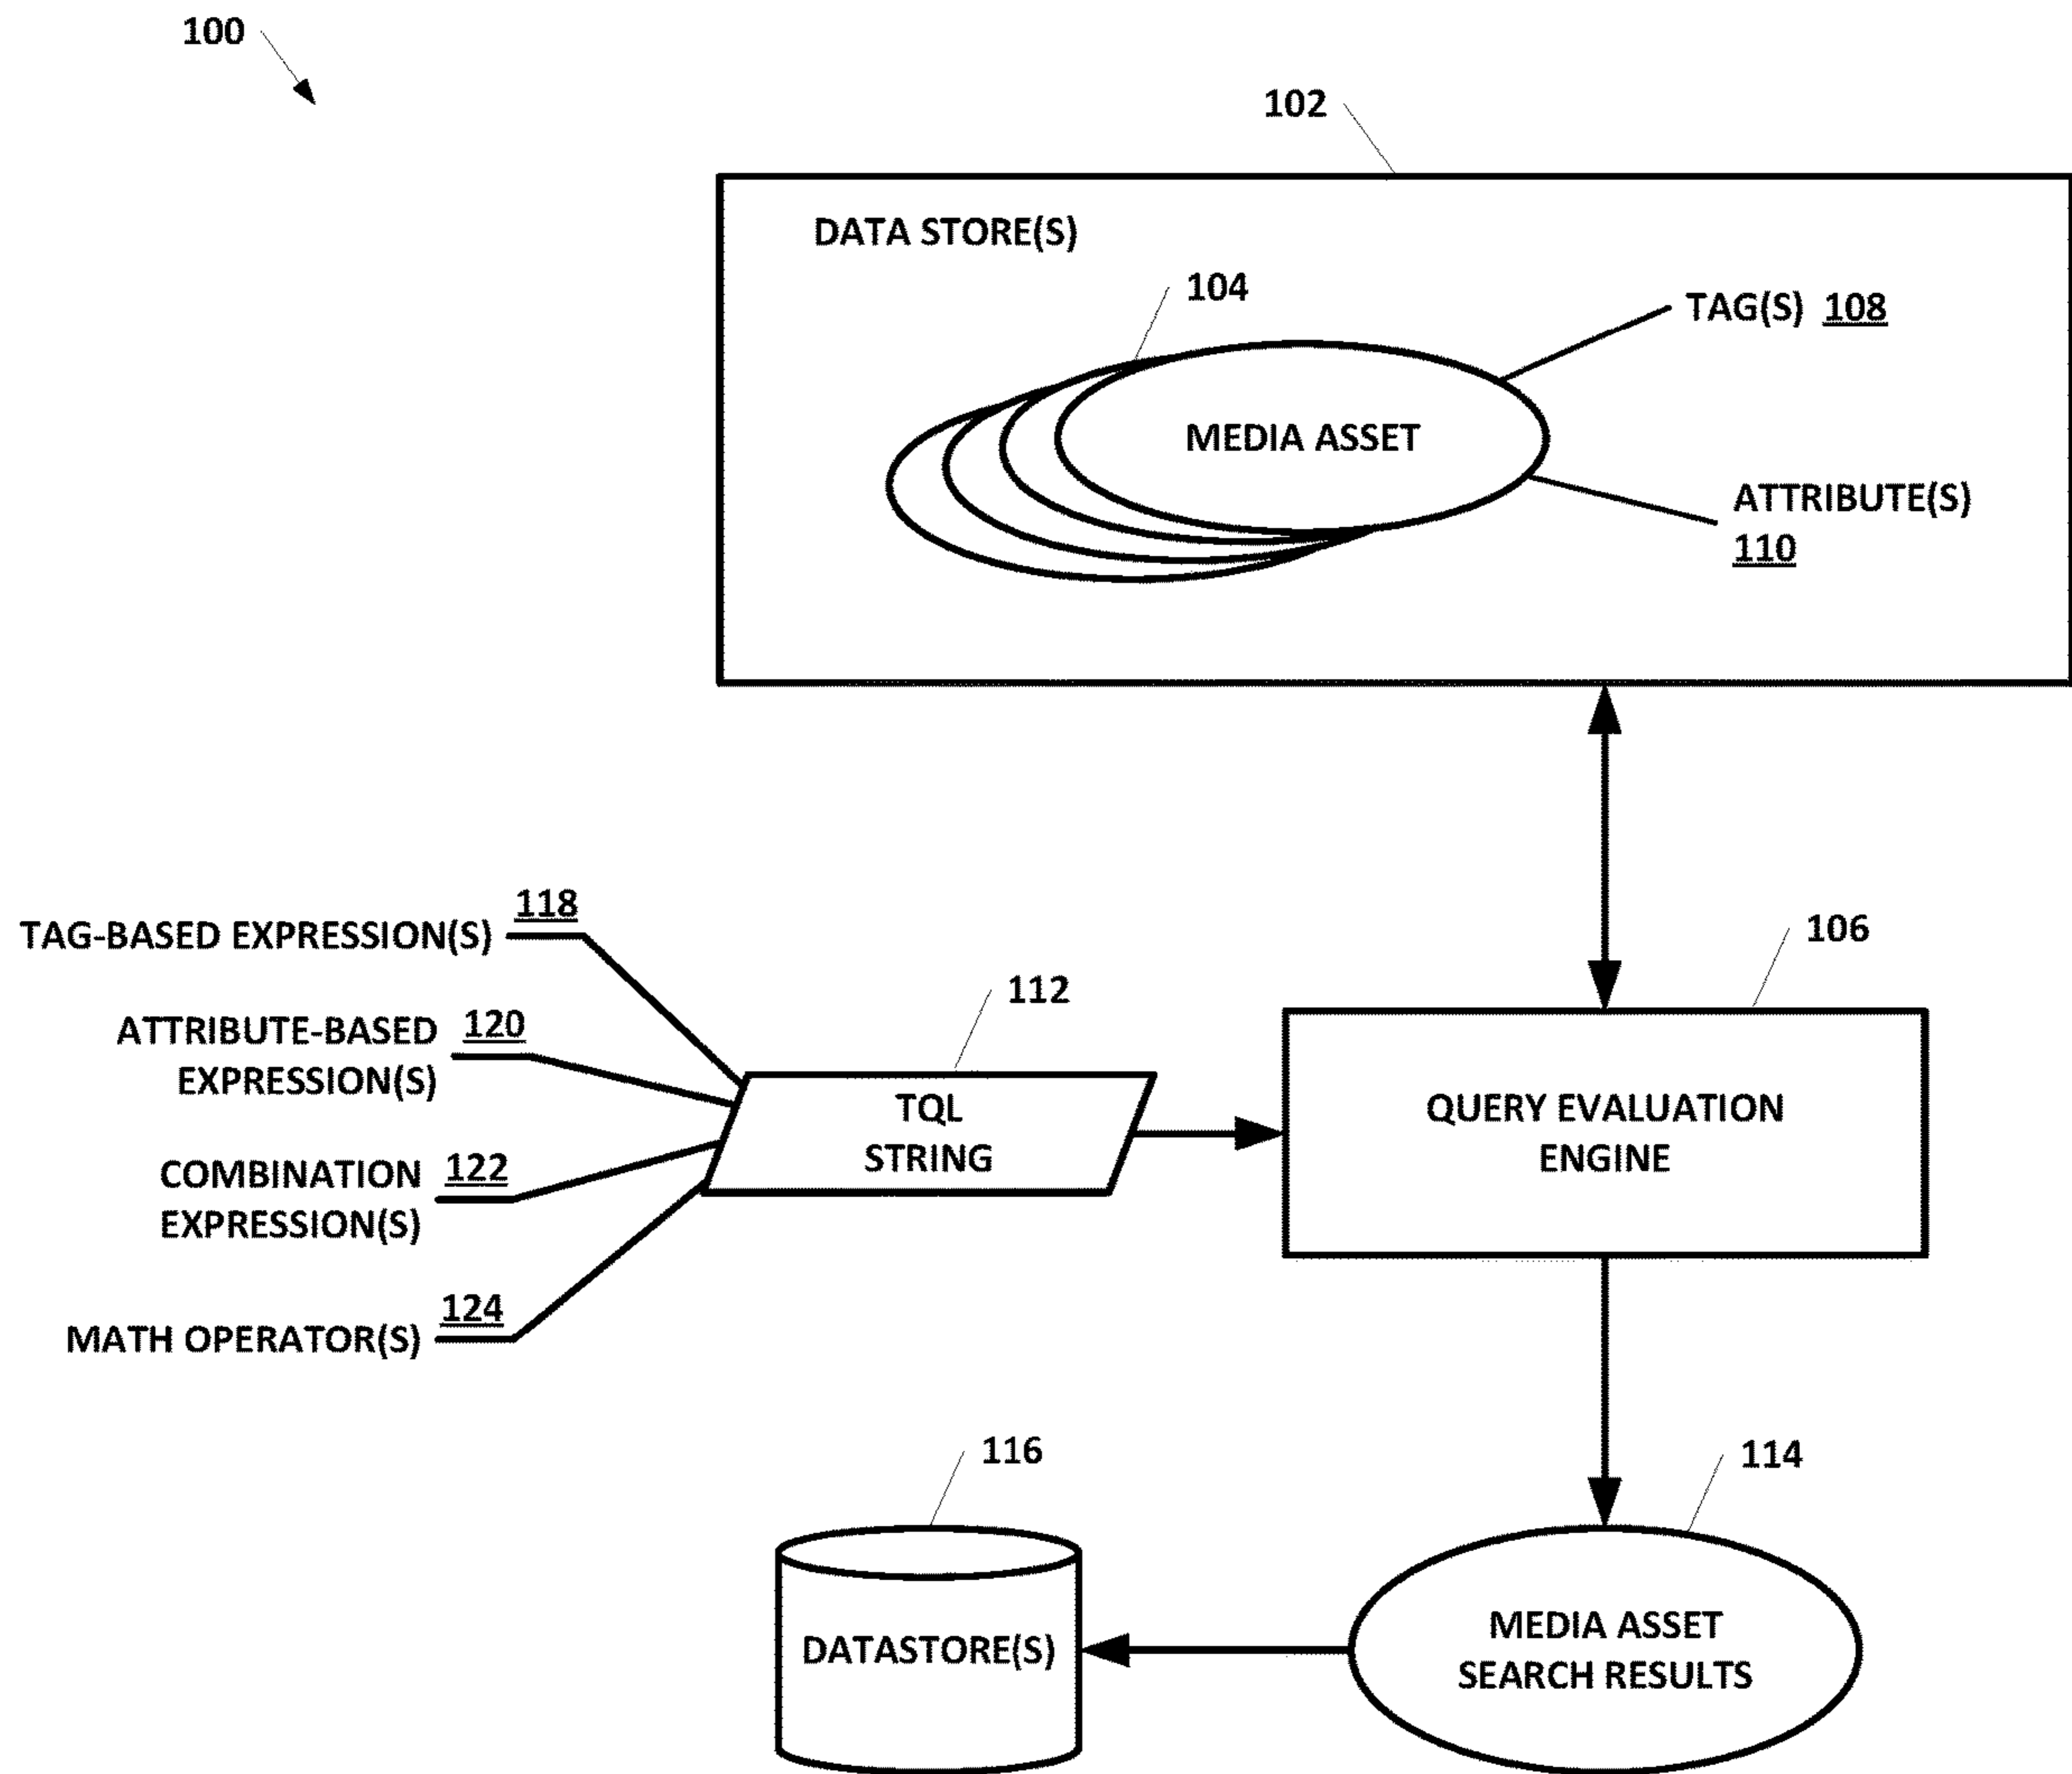 100
102
DATA STORE(S)
104
TAG(S) 108
MEDIA ASSET
ATTRIBUTE(S)
110
118
TAG-BASED EXPRESSION(S)
106
112
120
ATTRIBUTE-BASED
EXPRESSION(S)
TQL
STRING
QUERY EVALUATION
ENGINE
122
COMBINATION
EXPRESSION(S)
124
MATH OPERATOR(S)
116
114
DATASTORE(S)
MEDIA ASSET
SEARCH RESULTS